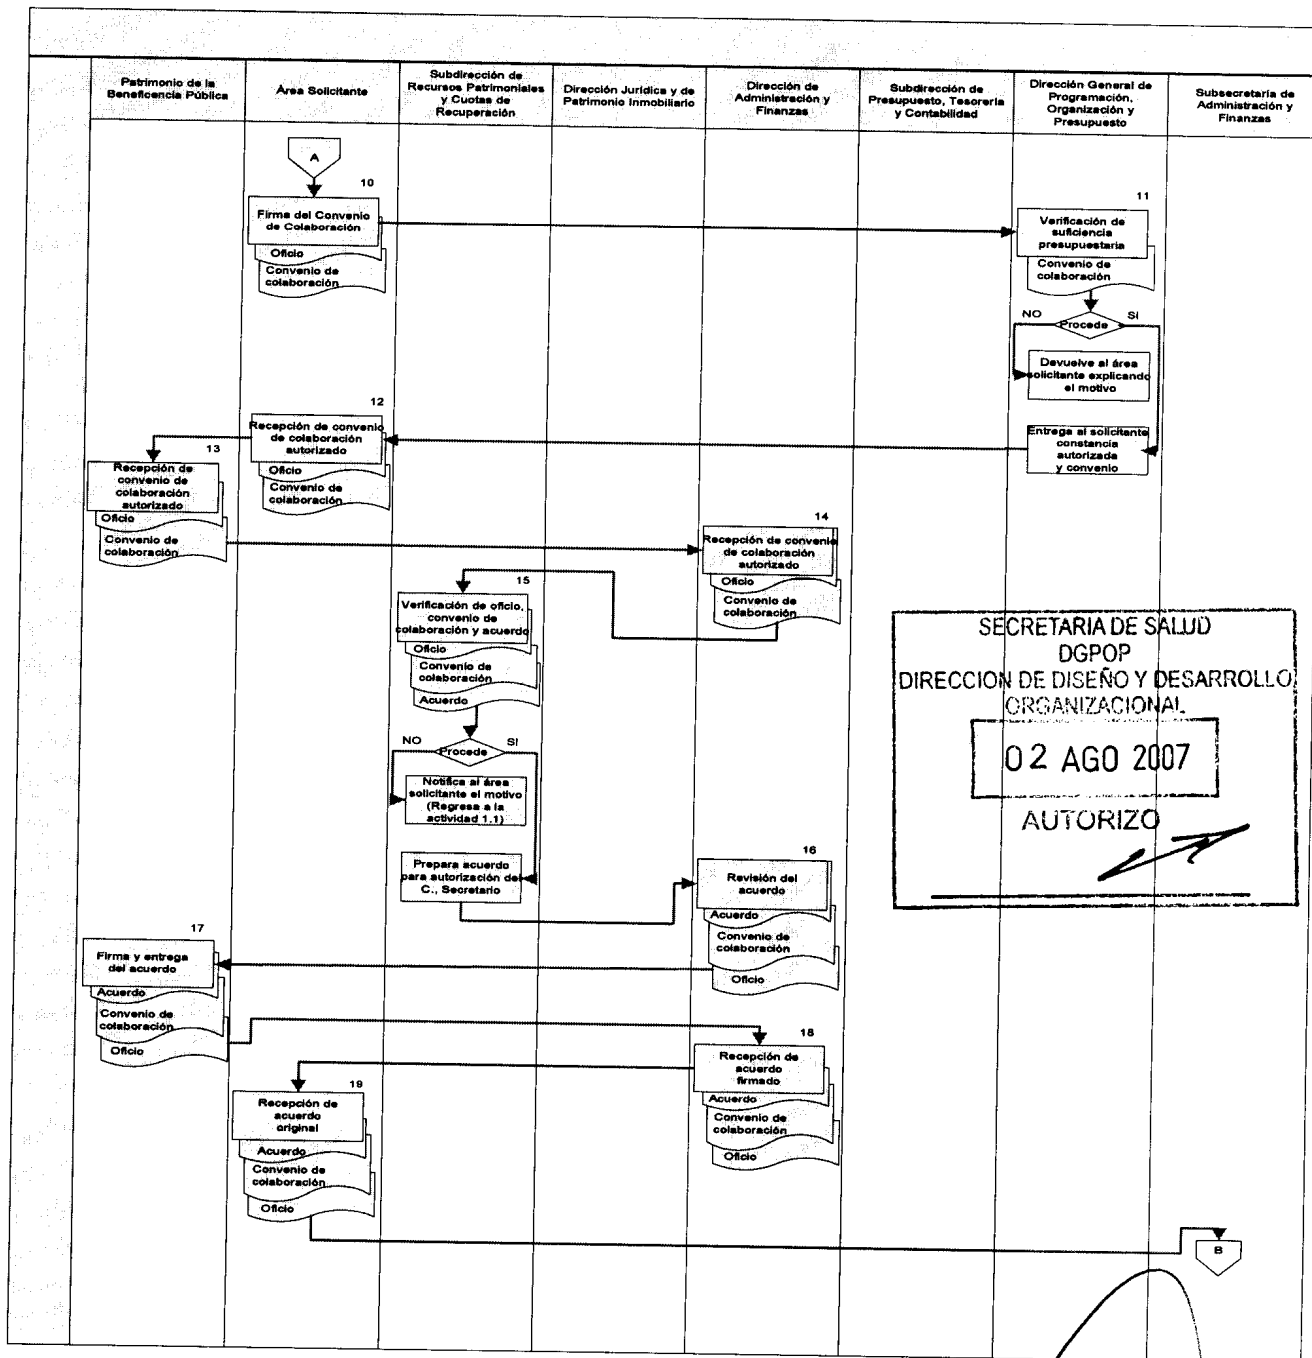 Patrimonio de la
Beneficencia Pública
Área Solicitante
Subdirección de
Recursos Patrimoniales
y Cuotas de
Recuperación
Dirección Jurídica y de
Patrimonio Inmobiliario
Dirección de
Administración y
Finanzas
Subdirección de
Presupuesto, Tesorería
y Contabilidad
Dirección General de
Programación,
Organización y
Presupuesto
Subsecretaría de
Administración y
Finanzas
A
10
Firma del Convenio
de Colaboración
Oficio
Convenio de
colaboración
11
Verificación de
suficiencia
presupuestaria
Convenio de
colaboración
NO
Procede
SI
Devuelve al área
solicitante explicando
el motivo
Entrega al solicitante
constancia
autorizada
y convenio
12
Recepción de convenio
de colaboración
autorizado
Oficio
Convenio de
colaboración
13
Recepción de
convenio de
colaboración
autorizado
Oficio
Convenio de
colaboración
14
Recepción de convenio
de colaboración
autorizado
Oficio
Convenio de
colaboración
15
Verificación de oficio,
convenio de
colaboración y acuerdo
Oficio
Convenio de
colaboración
Acuerdo
NO
Procede
SI
Notifica al área
solicitante el motivo
(Regresa a la
actividad 1.1)
Prepara acuerdo
para autorización del
C., Secretario
SECRETARIA DE SALUD
DGPOP
DIRECCION DE DISEÑO Y DESARROLLO
ORGANIZACIONAL
02 AGO 2007
AUTORIZO
16
Revisión del
acuerdo
Acuerdo
Convenio de
colaboración
Oficio
17
Firma y entrega
del acuerdo
Acuerdo
Convenio de
colaboración
Oficio
18
Recepción de
acuerdo
firmado
Acuerdo
Convenio de
colaboración
Oficio
19
Recepción de
acuerdo
original
Acuerdo
Convenio de
colaboración
Oficio
B